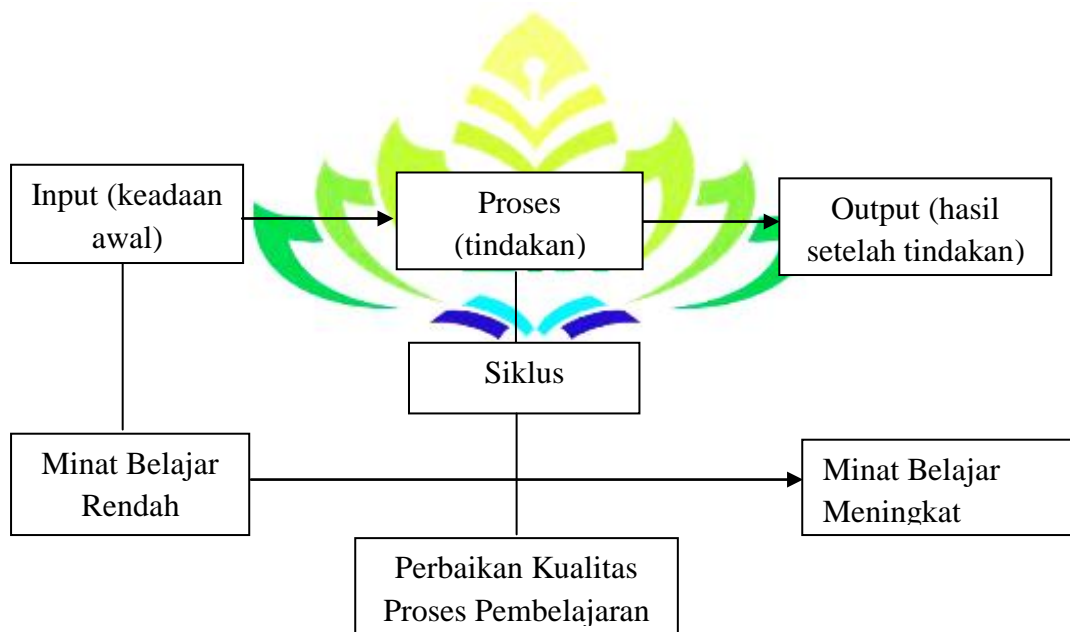 Input (keadaan
awal)
Proses
(tindakan)
Output (hasil
setelah tindakan)
Siklus
Minat Belajar
Rendah
Minat Belajar
Meningkat
Perbaikan Kualitas
Proses Pembelajaran